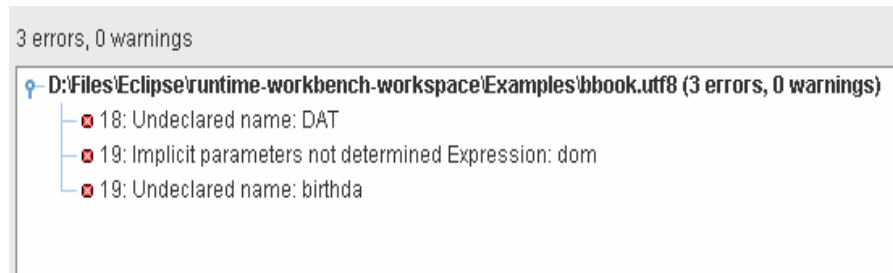 3 errors, 0 warnings
D:\Files\Eclipse\runtime-workbench-workspace\Examples\bbook.utf8 (3 errors, 0 warnings)
18: Undeclared name: DAT
19: Implicit parameters not determined Expression: dom
19: Undeclared name: birthda